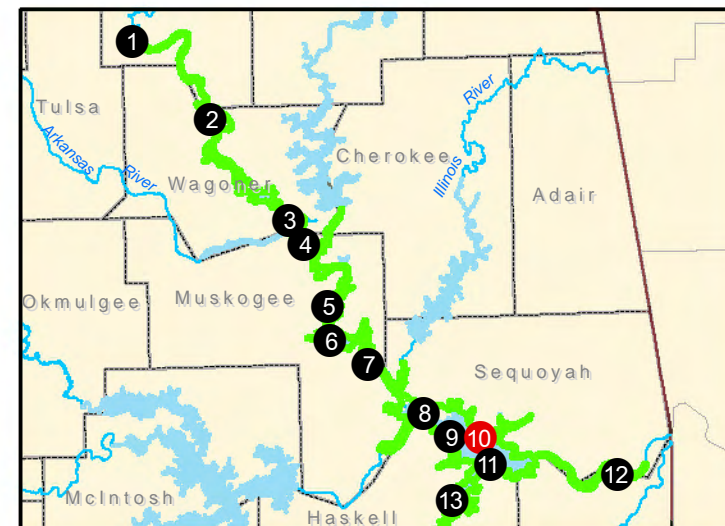 1
2
Tulsa
River
Arkansas
River
Cherokee
Illinois
Wagoner
Adair
3
4
Okmulgee
Muskogee
5
6
7
Sequoyah
8
9
10
11
12
McIntosh
13
Haskell